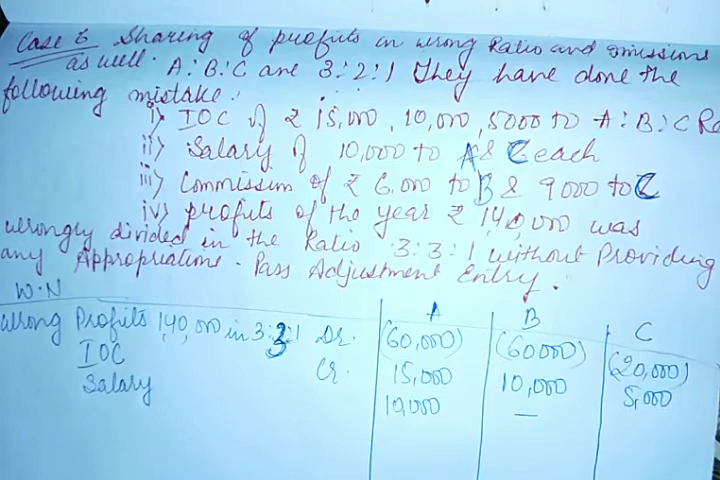 Case 6 Sharing of profits in wrong Ratio and omissions
as well. A:B:C are 3:2:1 They have done the
following mistake.
i) IOC of ₹ 15,000, 10,000, 5000 to A:B:C
ii) Salary of 10,000 to A & C each
iii) Commission of ₹ 6,000 to B & 9000 to C
iv) profits of the year ₹ 140,000 was
wrongly divided in the Ratio 3:3:1 without Providing
any Appropriations. Pass Adjustment Entry.
W.N
A B C
wrong Profits 140,000 in 3:3:1 Dr. (60,000) (60000) (20,000)
IOC Cr. 15,000 10,000 5,000
Salary 10,000 —